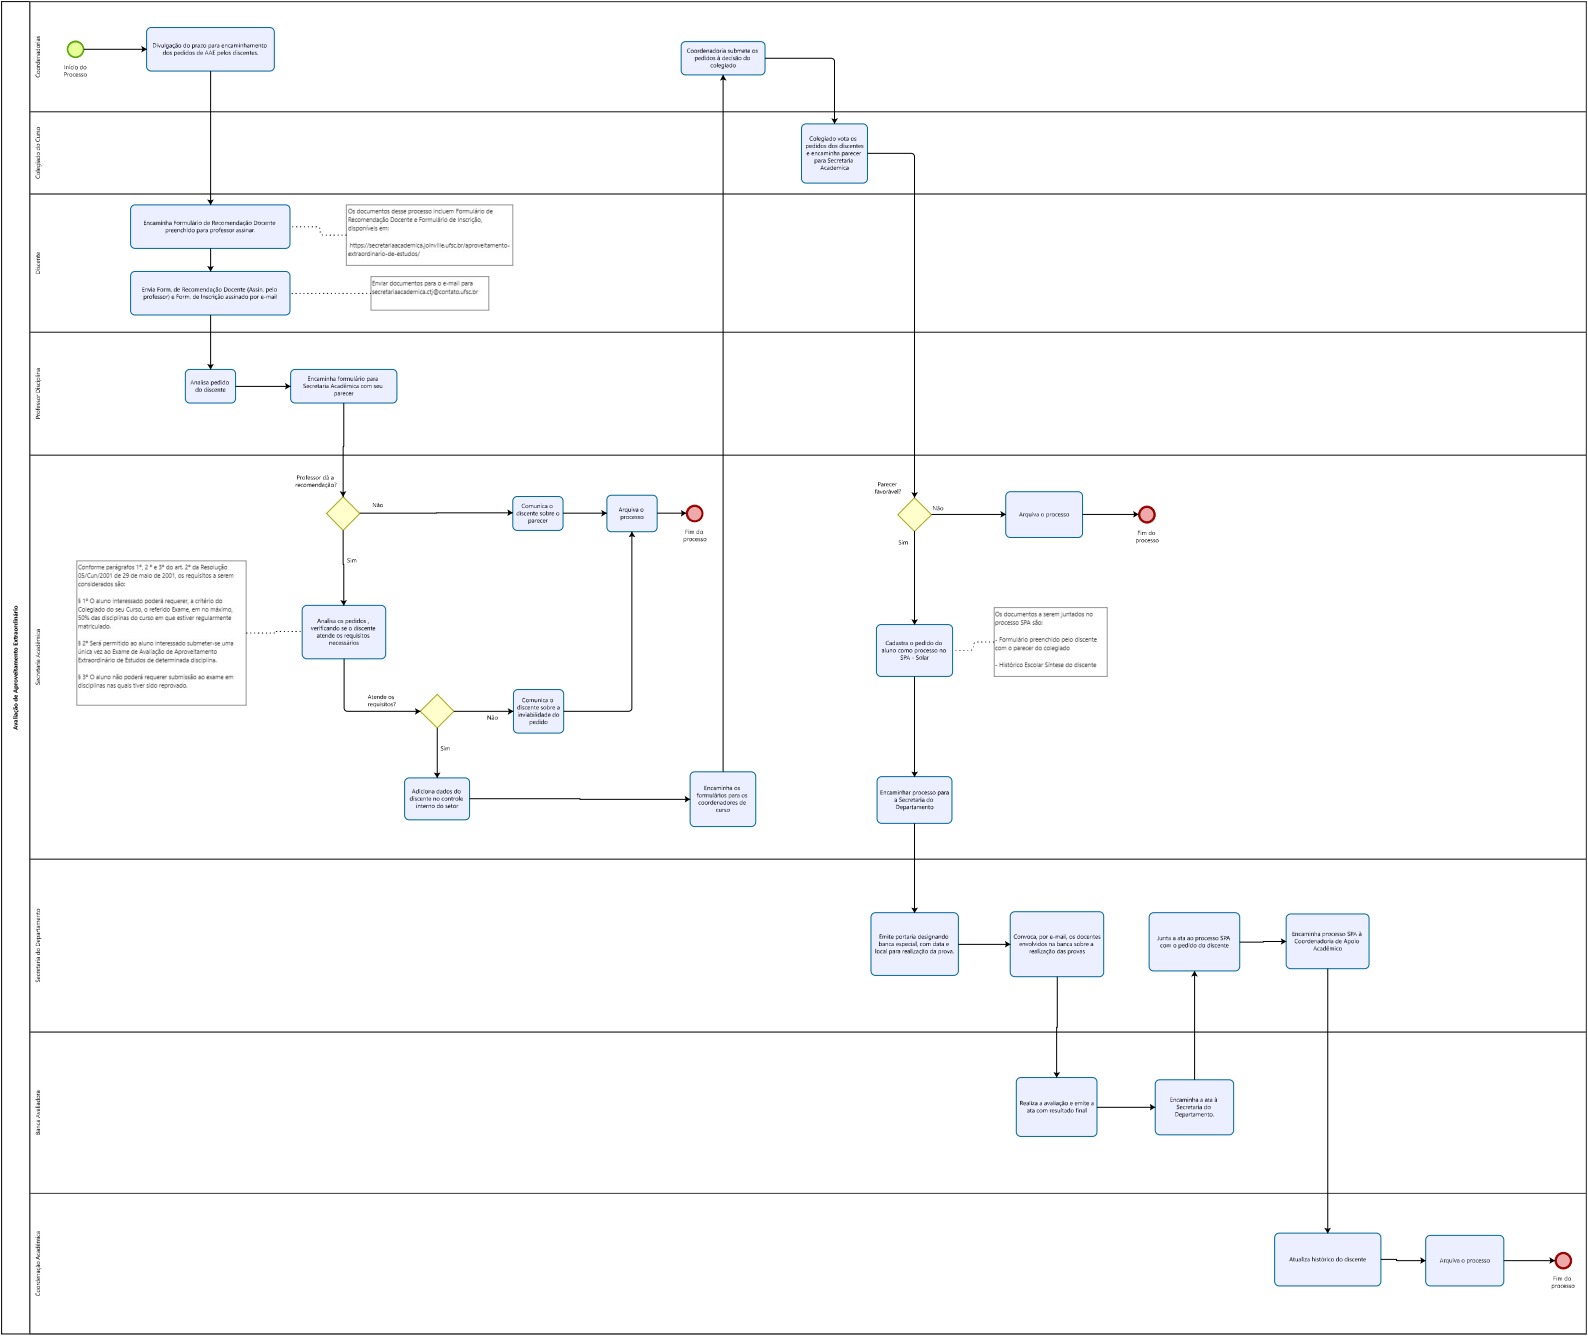 Avaliação de Aproveitamento Extraordinário
Coordenadorias
Início do
Processo
Divulgação do prazo para encaminhamento
dos pedidos de AAE pelos discentes.
Coordenadoria submete os
pedidos à decisão do
colegiado
Colegiado do Curso
Colegiado vota os
pedidos dos discentes
e encaminha parecer
para Secretaria
Academica
Discente
Encaminha Formulário de Recomendação Docente
preenchido para professor assinar.
Os documentos desse processo incluem Formulário de
Recomendação Docente e Formulário de Inscrição,
disponíveis em:
https://secretariaacademica.joinville.ufsc.br/aproveitamento-
extraordinario-de-estudos/
Envia Form. de Recomendação Docente (Assin. pelo
professor) e Form. de Inscrição assinado por e-mail
Enviar documentos para o e-mail para
secretariaacademica.ctj@contato.ufsc.br
Professor Disciplina
Analisa pedido
do discente
Encaminha formulário para
Secretaria Acadêmica com seu
parecer
Secretaria Acadêmica
Professor dá a
recomendação?
Não
Comunica o
discente sobre o
parecer
Arquiva o
processo
Fim do
processo
Sim
Conforme parágrafos 1º, 2 º e 3º do art. 2º da Resolução
05/Cun/2001 de 29 de maio de 2001, os requisitos a serem
considerados são:
§ 1º O aluno interessado poderá requerer, a critério do
Colegiado do seu Curso, o referido Exame, em no máximo,
50% das disciplinas do curso em que estiver regularmente
matriculado.
§ 2º Será permitido ao aluno interessado submeter-se uma
única vez ao Exame de Avaliação de Aproveitamento
Extraordinário de Estudos de determinada disciplina.
§ 3º O aluno não poderá requerer submissão ao exame em
disciplinas nas quais tiver sido reprovado.
Analisa os pedidos ,
verificando se o discente
atende os requisitos
necessários
Atende os
requisitos?
Não
Comunica o
discente sobre a
inviabilidade do
pedido
Sim
Adiciona dados do
discente no controle
interno do setor
Encaminha os
formulários para os
coordenadores de
curso
Parecer
favorável?
Não
Arquiva o processo
Fim do
processo
Sim
Cadastra o pedido do
aluno como processo no
SPA - Solar
Os documentos a serem juntados no
processo SPA são:
- Formulário preenchido pelo discente
com o parecer do colegiado
- Histórico Escolar Síntese do discente
Encaminhar processo para
a Secretaria do
Departamento
Secretaria do Departamento
Emite portaria designando
banca especial, com data e
local para realização da prova.
Convoca, por e-mail, os docentes
envolvidos na banca sobre a
realização das provas
Junta a ata ao processo SPA
com o pedido do discente
Encaminha processo SPA à
Coordenadoria de Apoio
Acadêmico
Banca Avaliadora
Realiza a avaliação e emite a
ata com resultado final
Encaminha a ata à
Secretaria do
Departamento.
Coordenação Acadêmica
Atualiza histórico do discente
Arquiva o processo
Fim do
processo